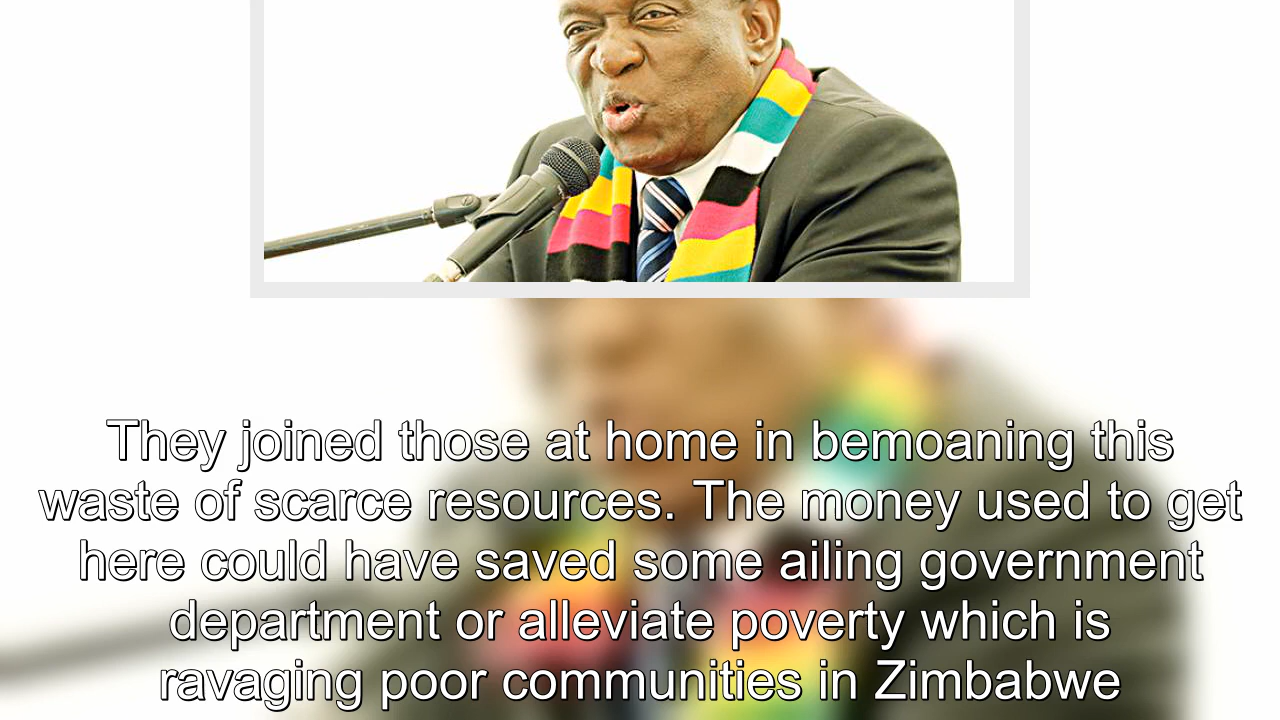 They joined those at home in bemoaning this
waste of scarce resources. The money used to get
here could have saved some ailing government
department or alleviate poverty which is
ravaging poor communities in Zimbabwe